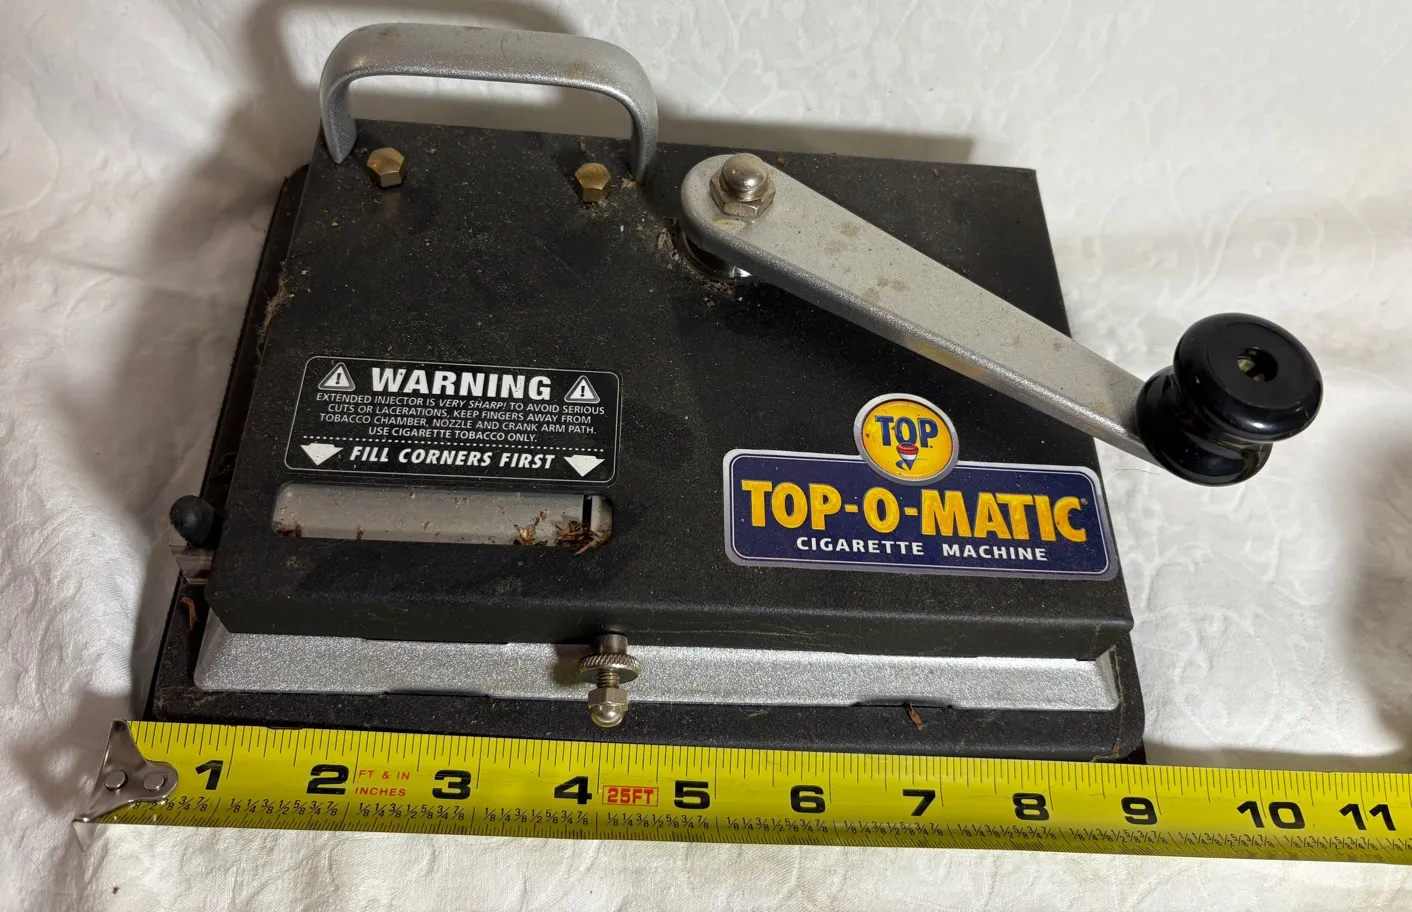 WARNING
EXTENDED INJECTOR IS VERY SHARP! TO AVOID SERIOUS
CUTS OR LACERATIONS, KEEP FINGERS AWAY FROM
TOBACCO CHAMBER, NOZZLE AND CRANK ARM PATH.
USE CIGARETTE TOBACCO ONLY.
FILL CORNERS FIRST
TOP
TOP-O-MATIC®
CIGARETTE MACHINE
1 2 FT & IN INCHES 3 4 25FT 5 6 7 8 9 10 11